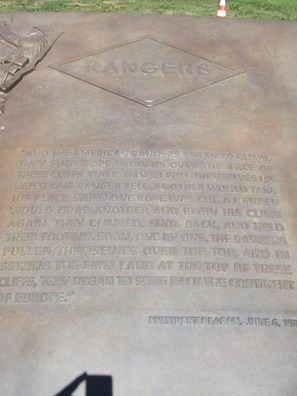 RANGERS
"AND THE AMERICAN RANGERS BEGAN TO CLIMB.
THEY SHOT ROPE LADDERS OVER THE FACE OF
THESE CLIFFS AND BEGAN TO PULL THEMSELVES UP.
WHEN ONE RANGER FELL, ANOTHER WOULD TAKE
HIS PLACE. WHEN ONE ROPE WAS CUT, A RANGER
WOULD GRAB ANOTHER AND BEGIN HIS CLIMB
AGAIN. THEY CLIMBED, SHOT BACK, AND HELD
THEIR FOOTING. SOON, ONE BY ONE, THE RANGERS
PULLED THEMSELVES OVER THE TOP, AND IN
SEIZING THE FIRM LAND AT THE TOP OF THESE
CLIFFS, THEY BEGAN TO SEIZE BACK THE CONTINENT
OF EUROPE."
PRESIDENT REAGAN, JUNE 6, 19